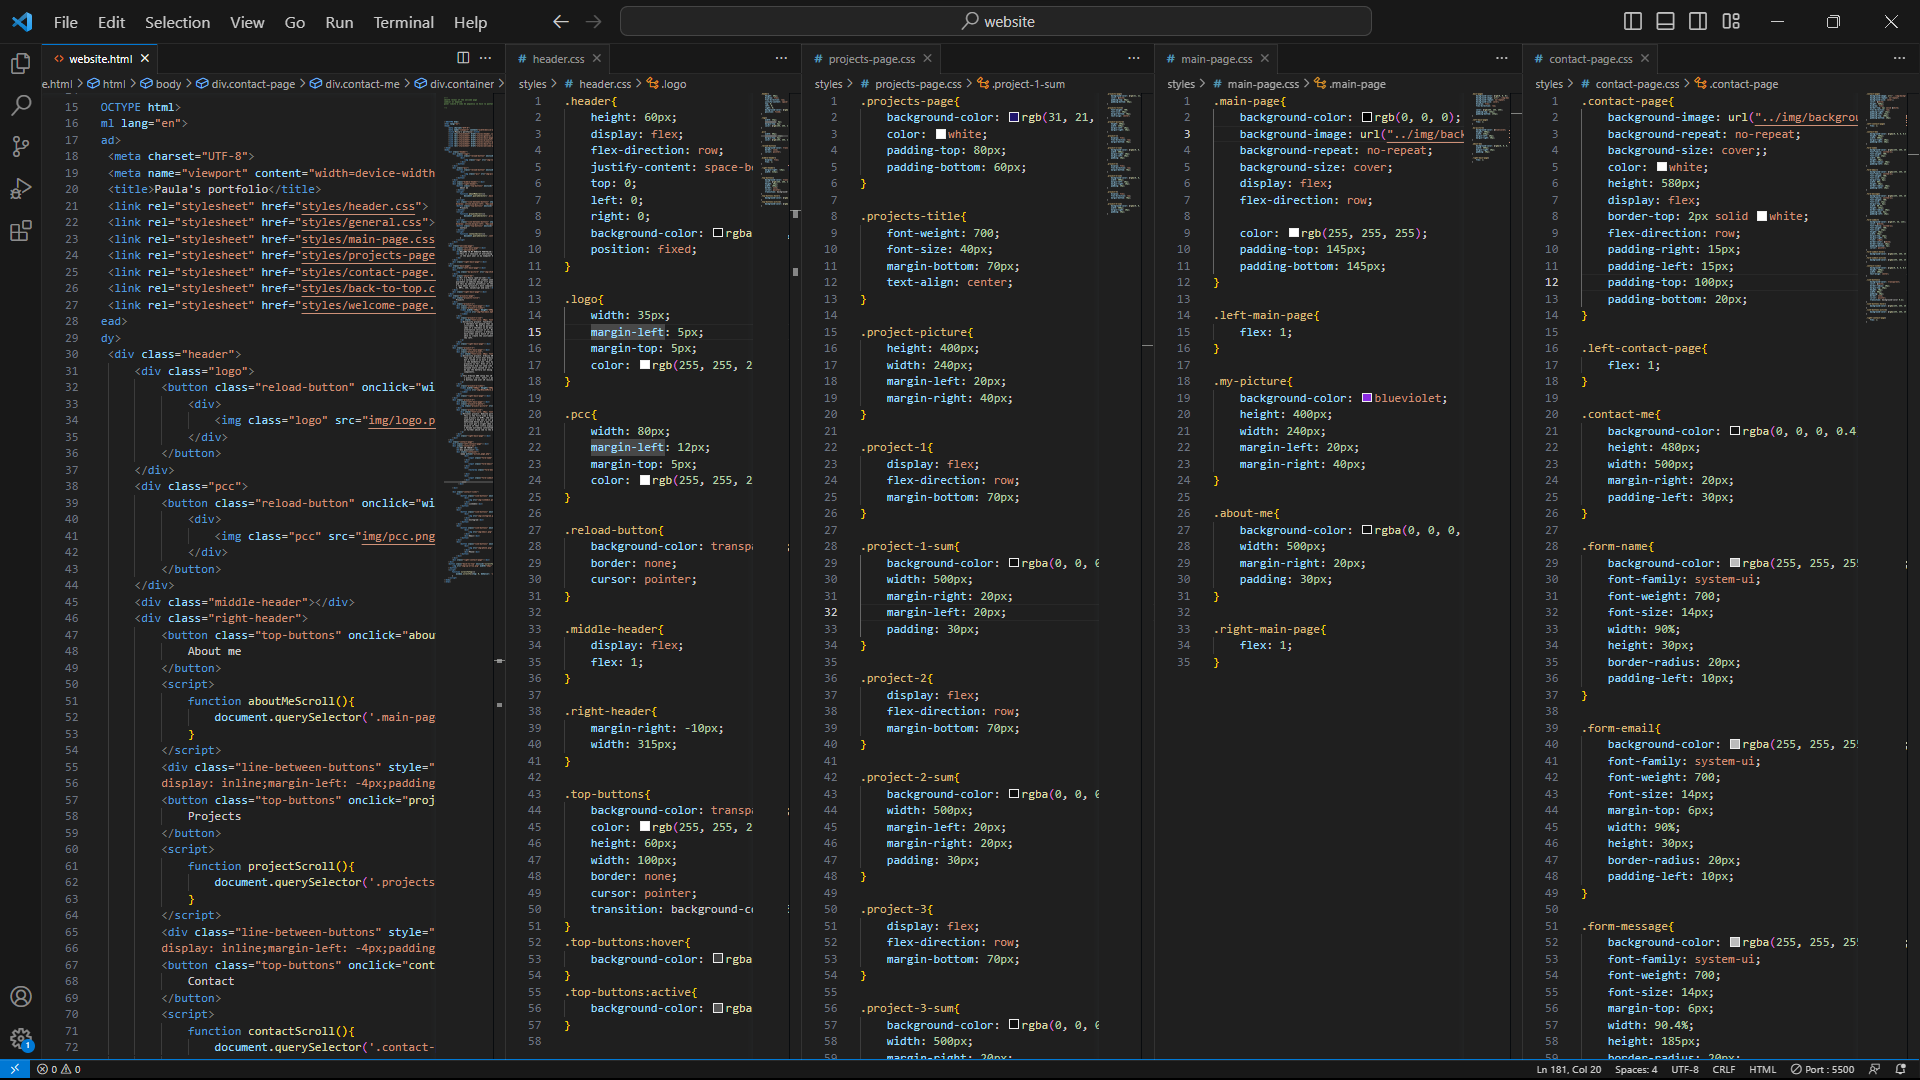 File Edit Selection View Go Run Terminal Help
website
website.html
e.html > html > body > div.contact-page > div.contact-me > div.container
15 OCTYPE html>
16 ml lang="en">
17 ad>
18 <meta charset="UTF-8">
19 <meta name="viewport" content="width=device-width
20 <title>Paula's portfolio</title>
21 <link rel="stylesheet" href="styles/header.css">
22 <link rel="stylesheet" href="styles/general.css">
23 <link rel="stylesheet" href="styles/main-page.css
24 <link rel="stylesheet" href="styles/projects-page
25 <link rel="stylesheet" href="styles/contact-page.
26 <link rel="stylesheet" href="styles/back-to-top.c
27 <link rel="stylesheet" href="styles/welcome-page.
28 ead>
29 dy>
30 <div class="header">
31 <div class="logo">
32 <button class="reload-button" onclick="wi
33 <div>
34 <img class="logo" src="img/logo.p
35 </div>
36 </button>
37 </div>
38 <div class="pcc">
39 <button class="reload-button" onclick="wi
40 <div>
41 <img class="pcc" src="img/pcc.png
42 </div>
43 </button>
44 </div>
45 <div class="middle-header"></div>
46 <div class="right-header">
47 <button class="top-buttons" onclick="abou
48 About me
49 </button>
50 <script>
51 function aboutMeScroll(){
52 document.querySelector('.main-pag
53 }
54 </script>
55 <div class="line-between-buttons" style="
56 display: inline;margin-left: -4px;padding
57 <button class="top-buttons" onclick="proj
58 Projects
59 </button>
60 <script>
61 function projectScroll(){
62 document.querySelector('.projects
63 }
64 </script>
65 <div class="line-between-buttons" style="
66 display: inline;margin-left: -4px;padding
67 <button class="top-buttons" onclick="cont
68 Contact
69 </button>
70 <script>
71 function contactScroll(){
72 document.querySelector('.contact-
# header.css
styles > # header.css > .logo
1 .header{
2 height: 60px;
3 display: flex;
4 flex-direction: row;
5 justify-content: space-be
6 top: 0;
7 left: 0;
8 right: 0;
9 background-color: rgba
10 position: fixed;
11 }
12
13 .logo{
14 width: 35px;
15 margin-left: 5px;
16 margin-top: 5px;
17 color: rgb(255, 255, 2
18 }
19
20 .pcc{
21 width: 80px;
22 margin-left: 12px;
23 margin-top: 5px;
24 color: rgb(255, 255, 2
25 }
26
27 .reload-button{
28 background-color: transpa
29 border: none;
30 cursor: pointer;
31 }
32
33 .middle-header{
34 display: flex;
35 flex: 1;
36 }
37
38 .right-header{
39 margin-right: -10px;
40 width: 315px;
41 }
42
43 .top-buttons{
44 background-color: transpa
45 color: rgb(255, 255, 2
46 height: 60px;
47 width: 100px;
48 border: none;
49 cursor: pointer;
50 transition: background-co
51 }
52 .top-buttons:hover{
53 background-color: rgba
54 }
55 .top-buttons:active{
56 background-color: rgba
57 }
58
# projects-page.css
styles > # projects-page.css > .project-1-sum
1 .projects-page{
2 background-color: rgb(31, 21,
3 color: white;
4 padding-top: 80px;
5 padding-bottom: 60px;
6 }
7
8 .projects-title{
9 font-weight: 700;
10 font-size: 40px;
11 margin-bottom: 70px;
12 text-align: center;
13 }
14
15 .project-picture{
16 height: 400px;
17 width: 240px;
18 margin-left: 20px;
19 margin-right: 40px;
20 }
21
22 .project-1{
23 display: flex;
24 flex-direction: row;
25 margin-bottom: 70px;
26 }
27
28 .project-1-sum{
29 background-color: rgba(0, 0, 0
30 width: 500px;
31 margin-right: 20px;
32 margin-left: 20px;
33 padding: 30px;
34 }
35
36 .project-2{
37 display: flex;
38 flex-direction: row;
39 margin-bottom: 70px;
40 }
41
42 .project-2-sum{
43 background-color: rgba(0, 0, 0
44 width: 500px;
45 margin-left: 20px;
46 margin-right: 20px;
47 padding: 30px;
48 }
49
50 .project-3{
51 display: flex;
52 flex-direction: row;
53 margin-bottom: 70px;
54 }
55
56 .project-3-sum{
57 background-color: rgba(0, 0, 0
58 width: 500px;
59 margin-right: 20px;
# main-page.css
styles > # main-page.css > .main-page
1 .main-page{
2 background-color: rgb(0, 0, 0);
3 background-image: url("../img/back
4 background-repeat: no-repeat;
5 background-size: cover;
6 display: flex;
7 flex-direction: row;
8
9 color: rgb(255, 255, 255);
10 padding-top: 145px;
11 padding-bottom: 145px;
12 }
13
14 .left-main-page{
15 flex: 1;
16 }
17
18 .my-picture{
19 background-color: blueviolet;
20 height: 400px;
21 width: 240px;
22 margin-left: 20px;
23 margin-right: 40px;
24 }
25
26 .about-me{
27 background-color: rgba(0, 0, 0,
28 width: 500px;
29 margin-right: 20px;
30 padding: 30px;
31 }
32
33 .right-main-page{
34 flex: 1;
35 }
# contact-page.css
styles > # contact-page.css > .contact-page
1 .contact-page{
2 background-image: url("../img/backgrou
3 background-repeat: no-repeat;
4 background-size: cover;;
5 color: white;
6 height: 580px;
7 display: flex;
8 border-top: 2px solid white;
9 flex-direction: row;
10 padding-right: 15px;
11 padding-left: 15px;
12 padding-top: 100px;
13 padding-bottom: 20px;
14 }
15
16 .left-contact-page{
17 flex: 1;
18 }
19
20 .contact-me{
21 background-color: rgba(0, 0, 0, 0.4
22 height: 480px;
23 width: 500px;
24 margin-right: 20px;
25 padding-left: 30px;
26 }
27
28 .form-name{
29 background-color: rgba(255, 255, 255
30 font-family: system-ui;
31 font-weight: 700;
32 font-size: 14px;
33 width: 90%;
34 height: 30px;
35 border-radius: 20px;
36 padding-left: 10px;
37 }
38
39 .form-email{
40 background-color: rgba(255, 255, 255
41 font-family: system-ui;
42 font-weight: 700;
43 font-size: 14px;
44 margin-top: 6px;
45 width: 90%;
46 height: 30px;
47 border-radius: 20px;
48 padding-left: 10px;
49 }
50
51 .form-message{
52 background-color: rgba(255, 255, 255
53 font-family: system-ui;
54 font-weight: 700;
55 font-size: 14px;
56 margin-top: 6px;
57 width: 90.4%;
58 height: 185px;
59 border-radius: 20px;
1
0 0
Ln 181, Col 20 Spaces: 4 UTF-8 CRLF HTML Port : 5500